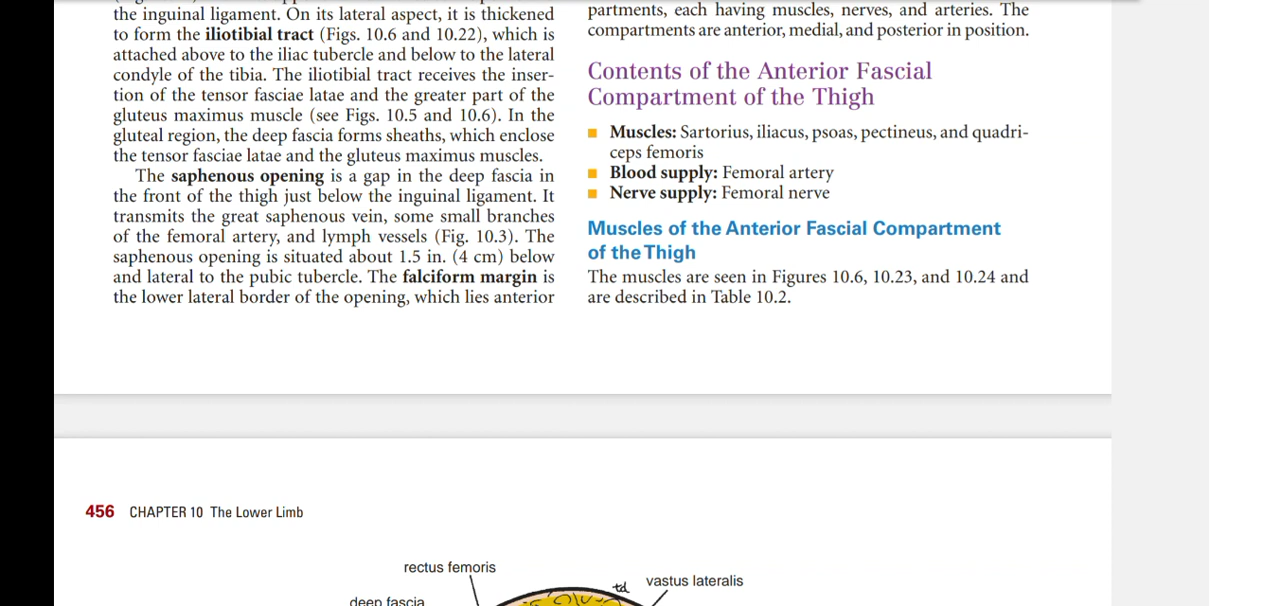 the inguinal ligament. On its lateral aspect, it is thickened
to form the iliotibial tract (Figs. 10.6 and 10.22), which is
attached above to the iliac tubercle and below to the lateral
condyle of the tibia. The iliotibial tract receives the inser-
tion of the tensor fasciae latae and the greater part of the
gluteus maximus muscle (see Figs. 10.5 and 10.6). In the
gluteal region, the deep fascia forms sheaths, which enclose
the tensor fasciae latae and the gluteus maximus muscles.
The saphenous opening is a gap in the deep fascia in
the front of the thigh just below the inguinal ligament. It
transmits the great saphenous vein, some small branches
of the femoral artery, and lymph vessels (Fig. 10.3). The
saphenous opening is situated about 1.5 in. (4 cm) below
and lateral to the pubic tubercle. The falciform margin is
the lower lateral border of the opening, which lies anterior
partments, each having muscles, nerves, and arteries. The
compartments are anterior, medial, and posterior in position.
Contents of the Anterior Fascial
Compartment of the Thigh
Muscles: Sartorius, iliacus, psoas, pectineus, and quadri-
ceps femoris
Blood supply: Femoral artery
Nerve supply: Femoral nerve
Muscles of the Anterior Fascial Compartment
of the Thigh
The muscles are seen in Figures 10.6, 10.23, and 10.24 and
are described in Table 10.2.
456 CHAPTER 10 The Lower Limb
rectus femoris
vastus lateralis
deep fascia